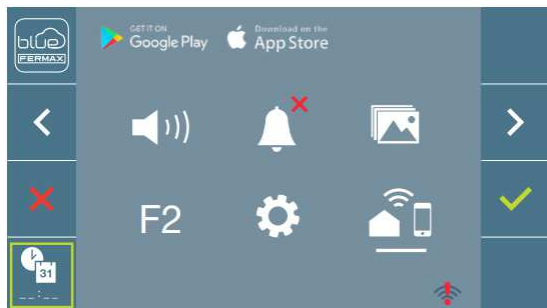 blue
FERMAX
GET IT ON
Google Play
Download on the
App Store
F2
31
_ _:_ _